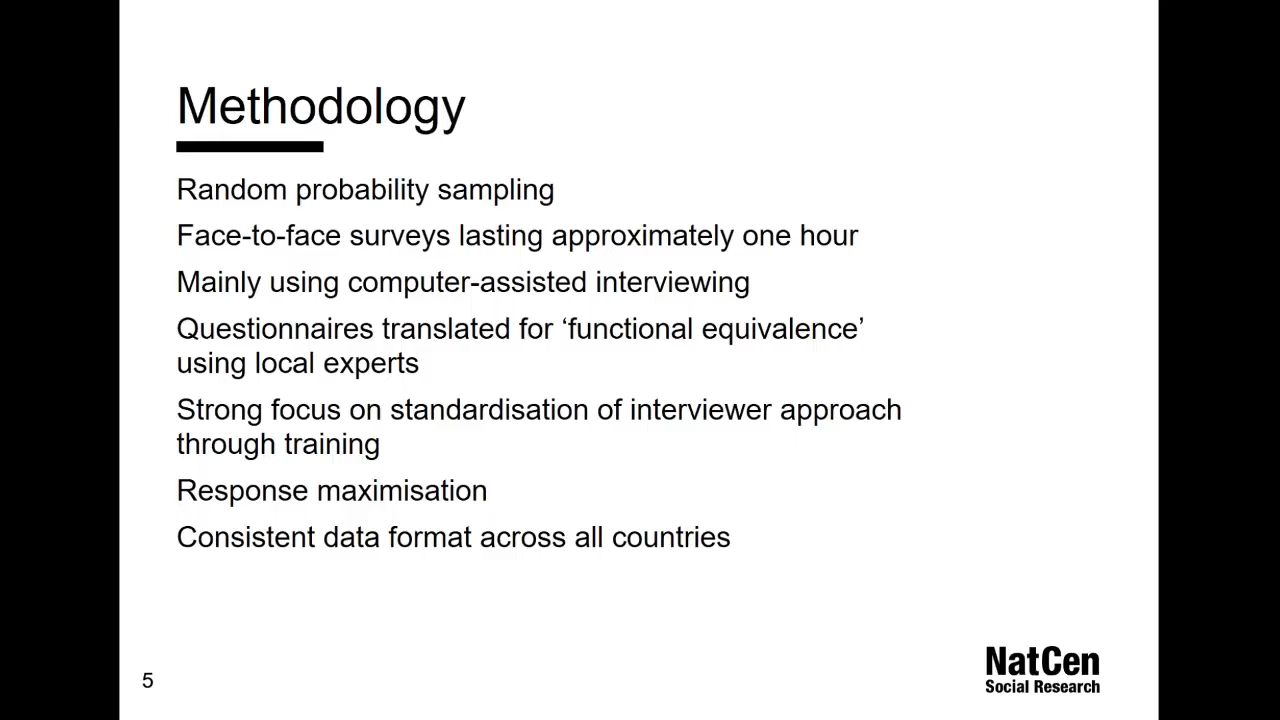 Methodology
Random probability sampling
Face-to-face surveys lasting approximately one hour
Mainly using computer-assisted interviewing
Questionnaires translated for ‘functional equivalence’
using local experts
Strong focus on standardisation of interviewer approach
through training
Response maximisation
Consistent data format across all countries
5
NatCen
Social Research